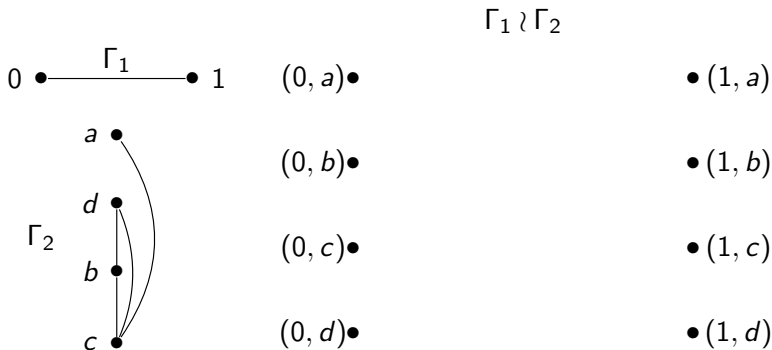 Γ₁ ≀ Γ₂
0 Γ₁ 1
(0, a) (1, a)
a
(0, b) (1, b)
d
Γ₂
(0, c) (1, c)
b
(0, d) (1, d)
c